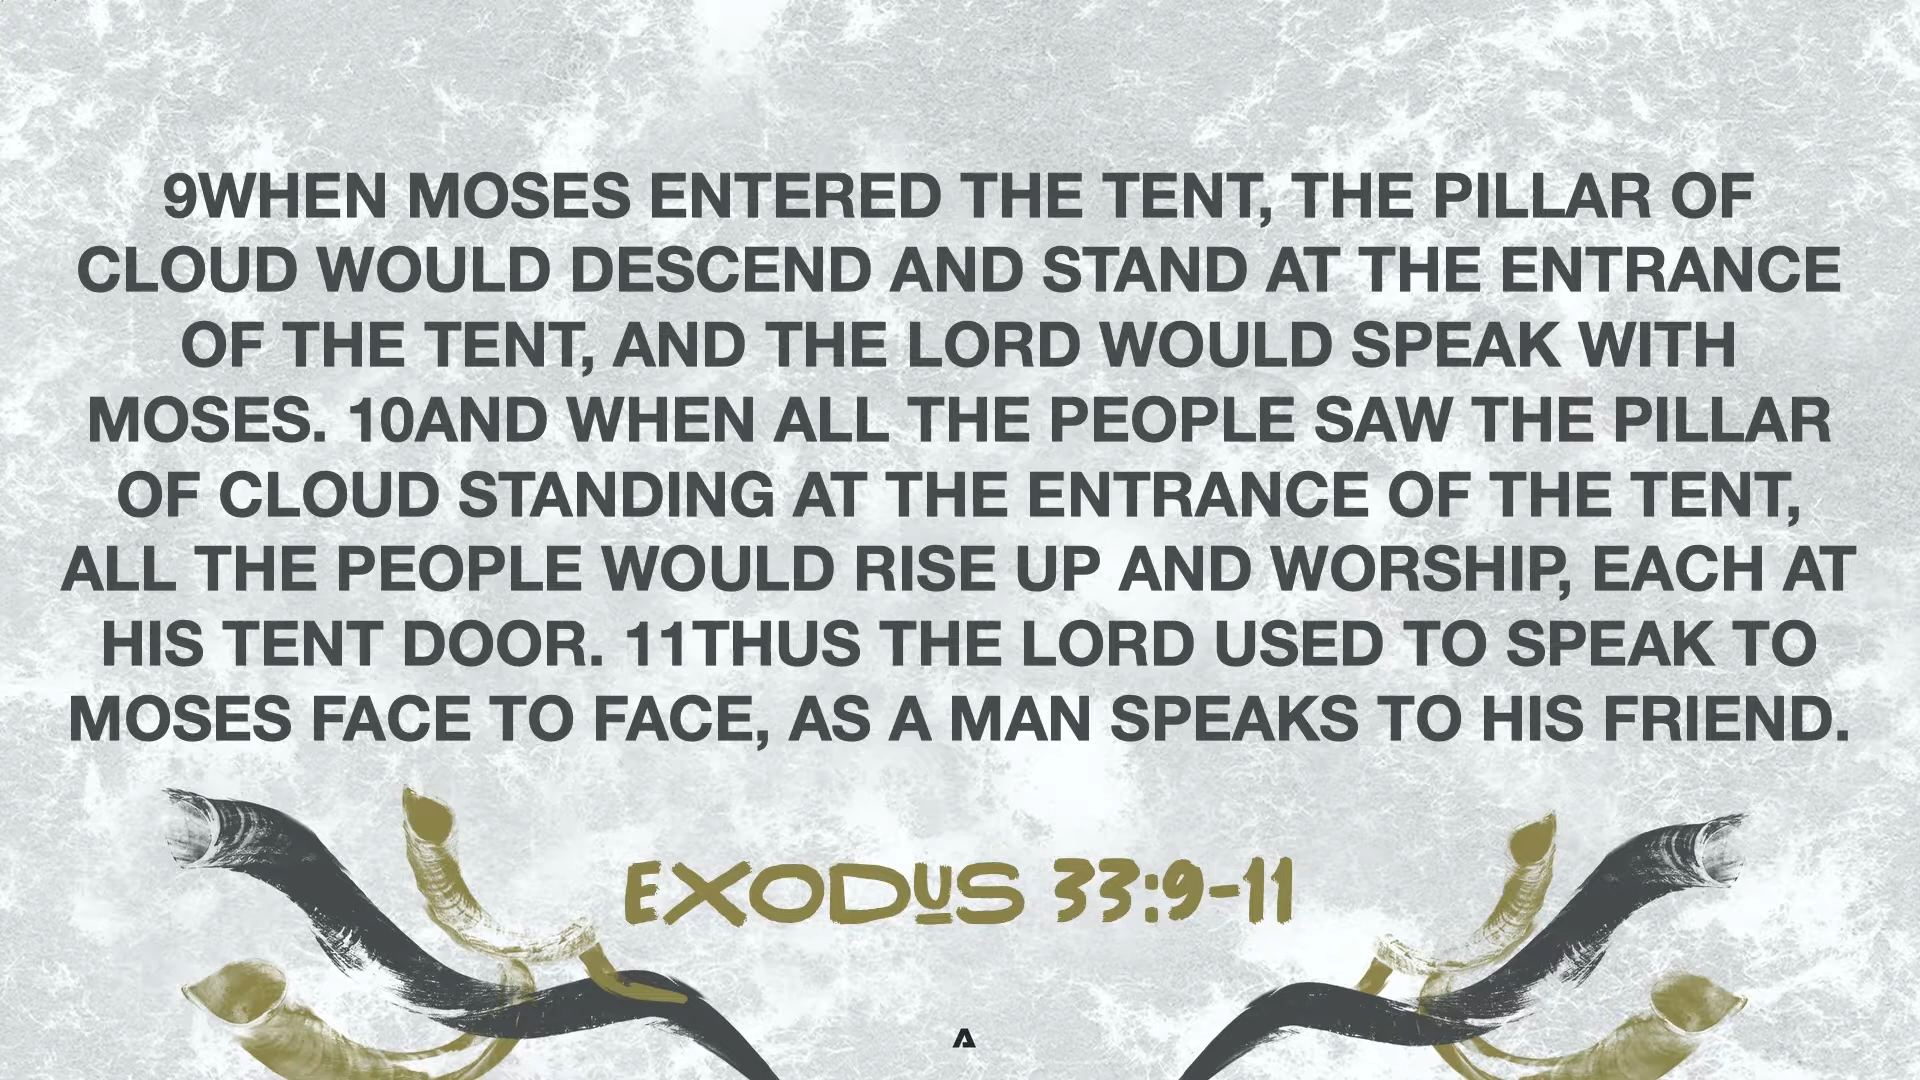 9WHEN MOSES ENTERED THE TENT, THE PILLAR OF
CLOUD WOULD DESCEND AND STAND AT THE ENTRANCE
OF THE TENT, AND THE LORD WOULD SPEAK WITH
MOSES. 10AND WHEN ALL THE PEOPLE SAW THE PILLAR
OF CLOUD STANDING AT THE ENTRANCE OF THE TENT,
ALL THE PEOPLE WOULD RISE UP AND WORSHIP, EACH AT
HIS TENT DOOR. 11THUS THE LORD USED TO SPEAK TO
MOSES FACE TO FACE, AS A MAN SPEAKS TO HIS FRIEND.
EXODUS 33:9-11